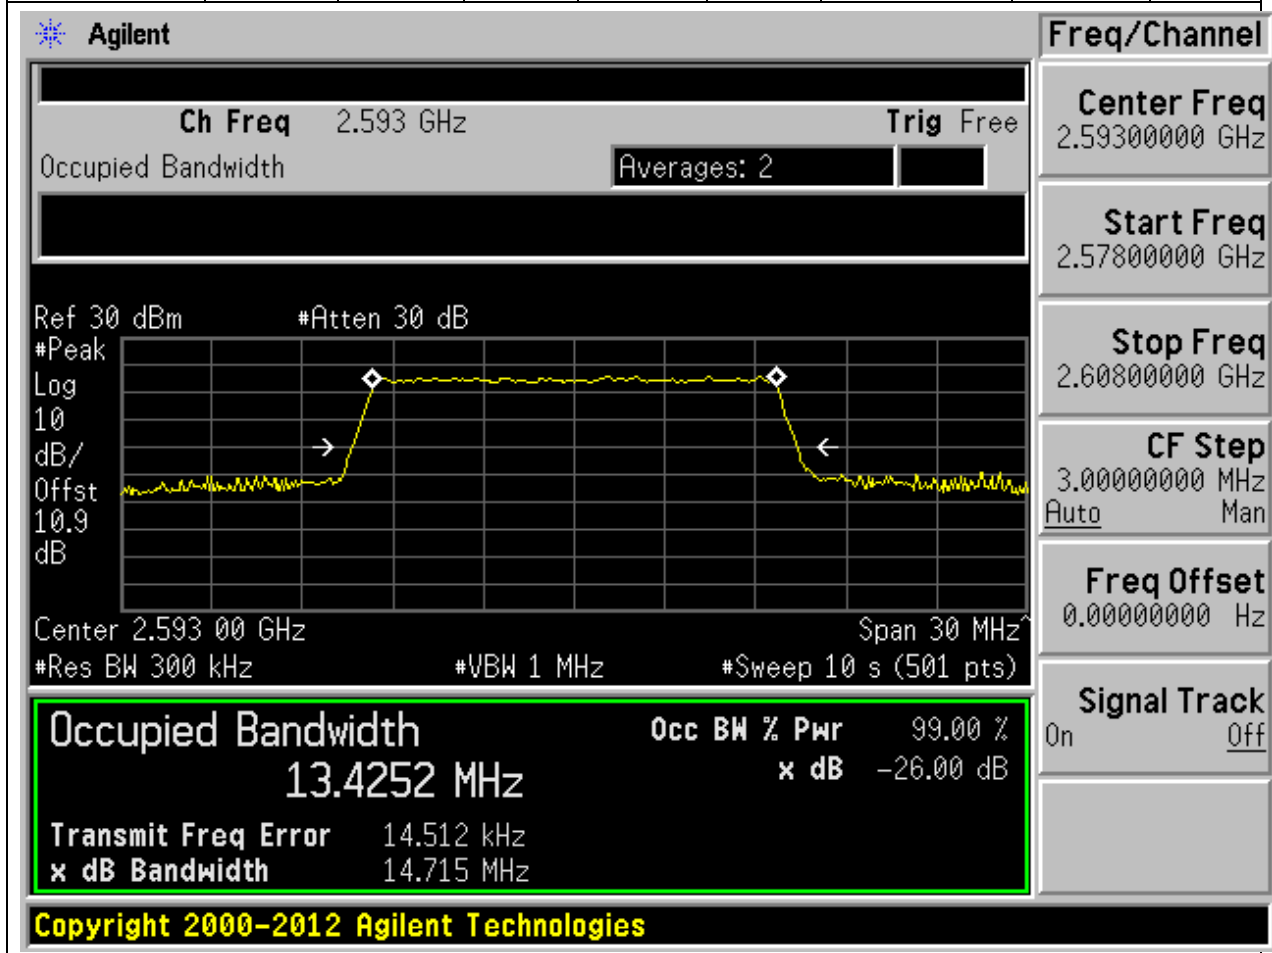 Agilent
Freq/Channel
Ch Freq 2.593 GHz Trig Free
Occupied Bandwidth Averages: 2
Center Freq
2.59300000 GHz
Start Freq
2.57800000 GHz
Stop Freq
2.60800000 GHz
CF Step
3.00000000 MHz
Auto Man
Freq Offset
0.00000000 Hz
Signal Track
On Off
Ref 30 dBm #Atten 30 dB
#Peak
Log
10
dB/
Offst
10.9
dB
Center 2.593 00 GHz Span 30 MHz^
#Res BW 300 kHz #VBW 1 MHz #Sweep 10 s (501 pts)
Occupied Bandwidth
13.4252 MHz
Occ BW % Pwr 99.00 %
x dB -26.00 dB
Transmit Freq Error 14.512 kHz
x dB Bandwidth 14.715 MHz
Copyright 2000-2012 Agilent Technologies